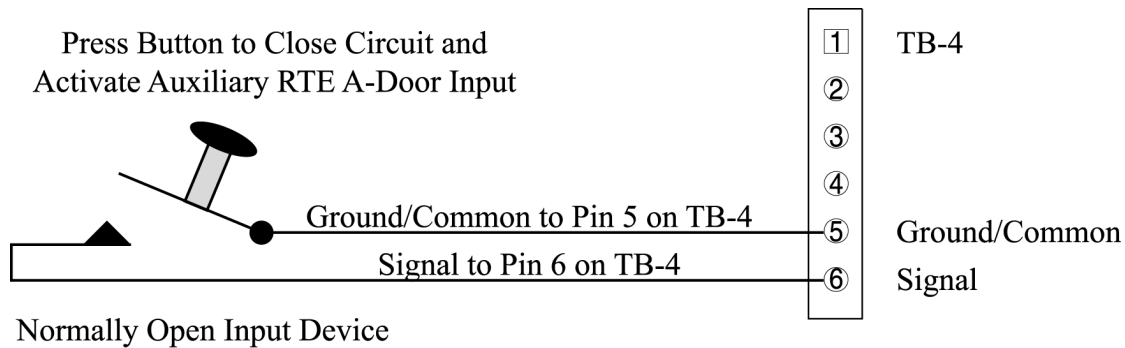 Press Button to Close Circuit and
Activate Auxiliary RTE A-Door Input
1 TB-4
2
3
4
Ground/Common to Pin 5 on TB-4
5 Ground/Common
Signal to Pin 6 on TB-4
6 Signal
Normally Open Input Device